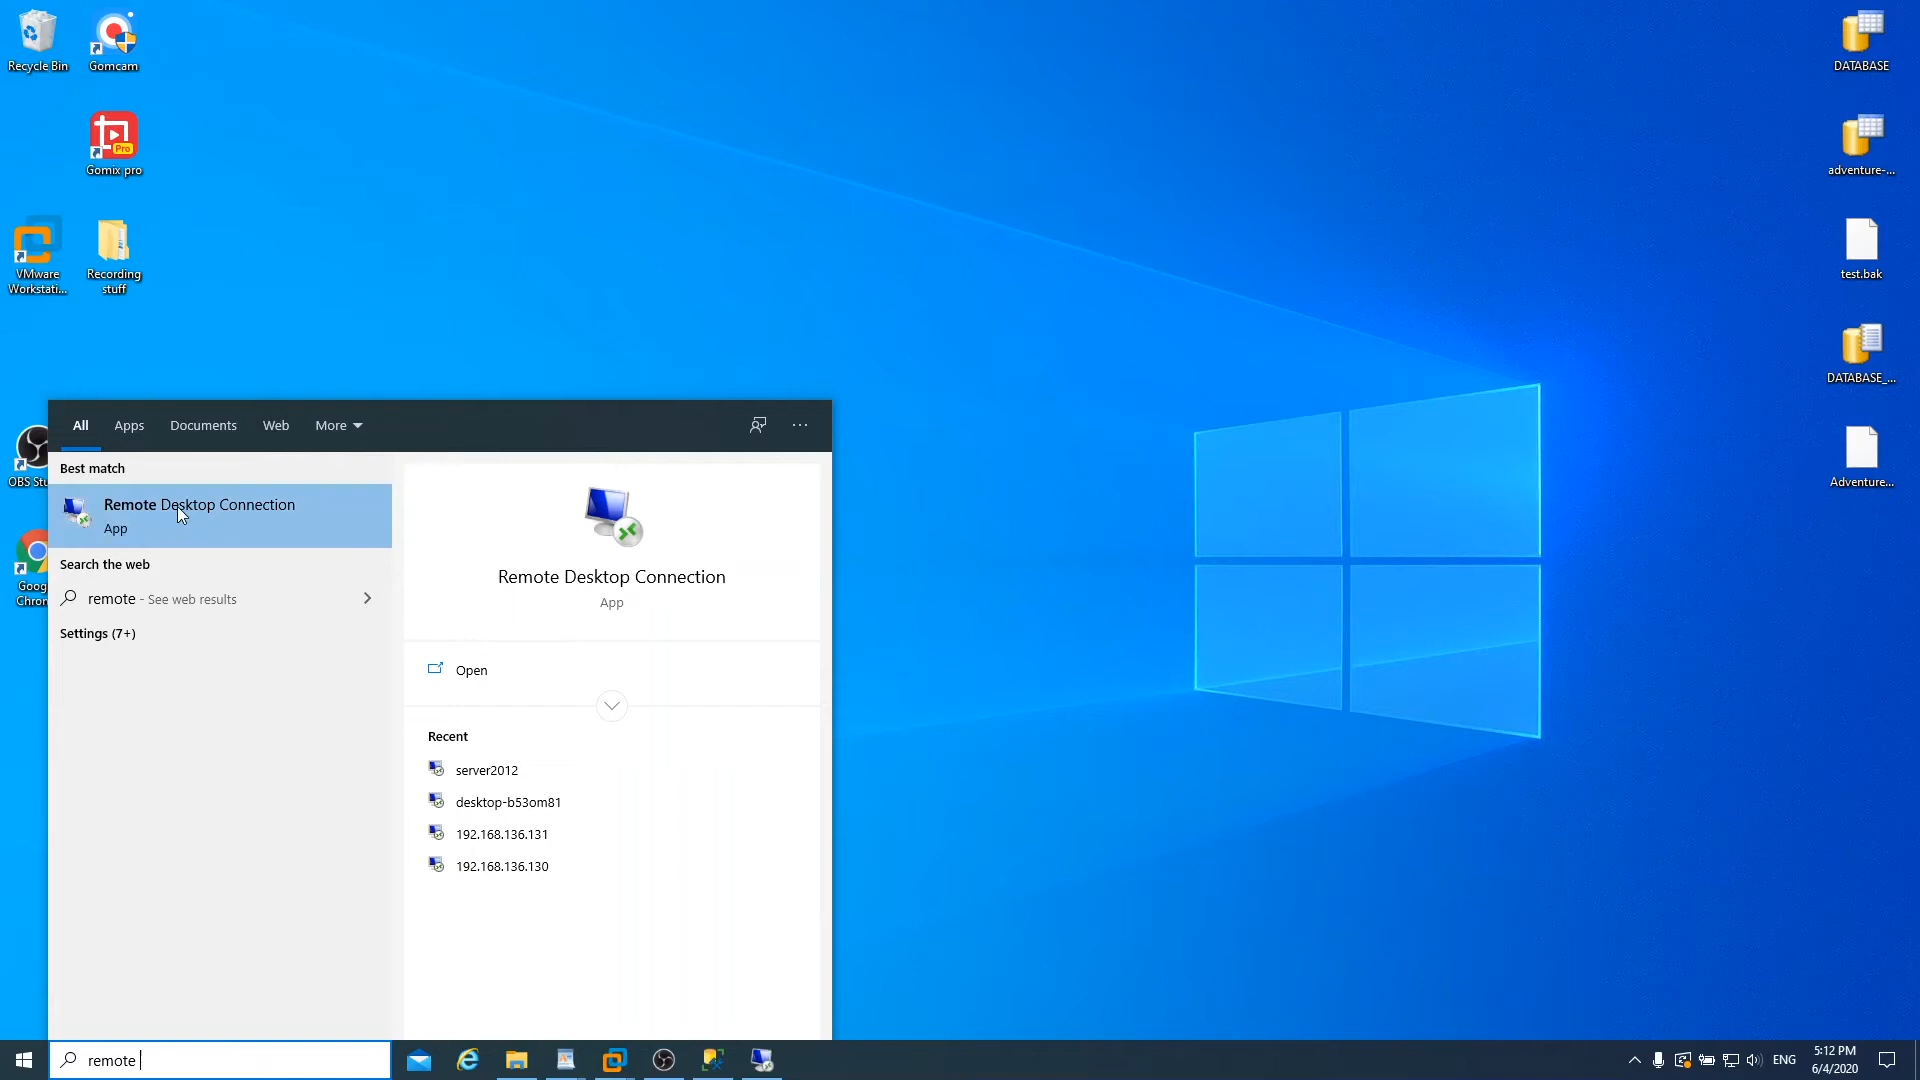 Recycle Bin
Gomcam
Pro
Gomix pro
VMware
Workstati...
Recording
stuff
OBS Stu
Goog
Chron
DATABASE
adventure-...
test.bak
DATABASE_...
Adventure...
All
Apps
Documents
Web
More
Best match
Remote Desktop Connection
App
Search the web
remote - See web results
Settings (7+)
Remote Desktop Connection
App
Open
Recent
server2012
desktop-b53om81
192.168.136.131
192.168.136.130
remote
ENG
5:12 PM
6/4/2020